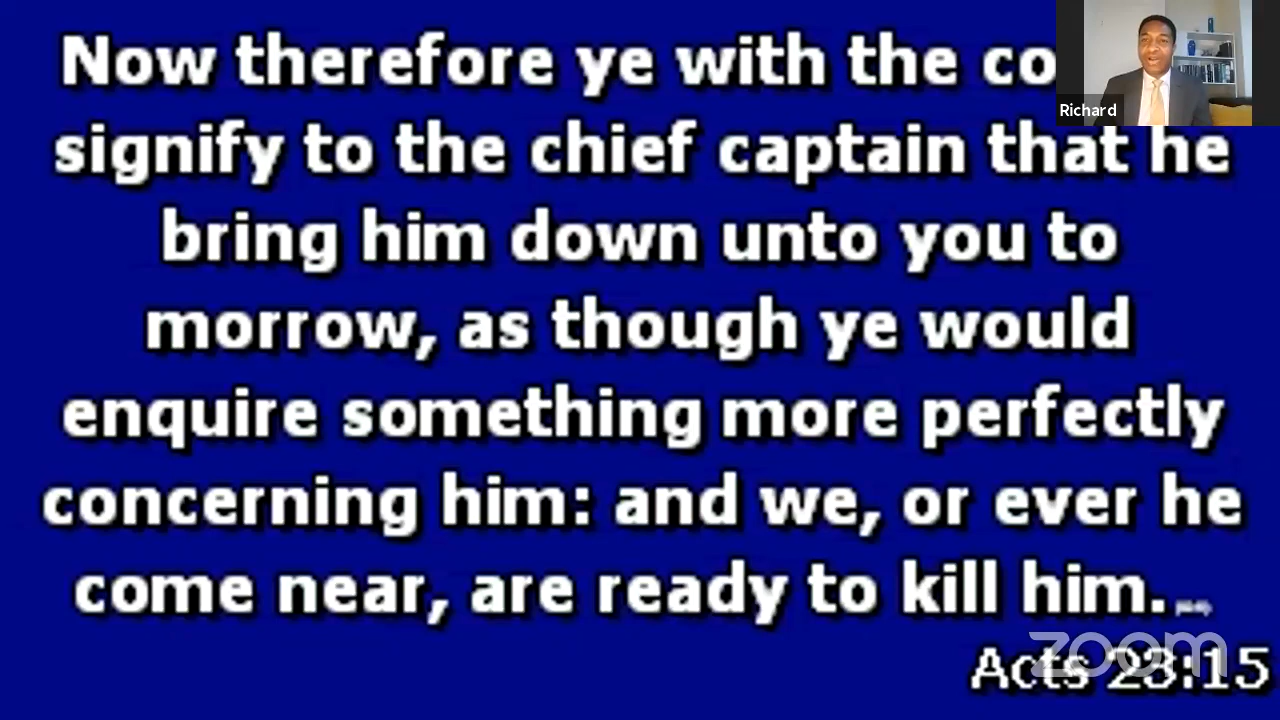 Now therefore ye with the co
signify to the chief captain that he
bring him down unto you to
morrow, as though ye would
enquire something more perfectly
concerning him: and we, or ever he
come near, are ready to kill him.
Acts 23:15
Richard
zoom